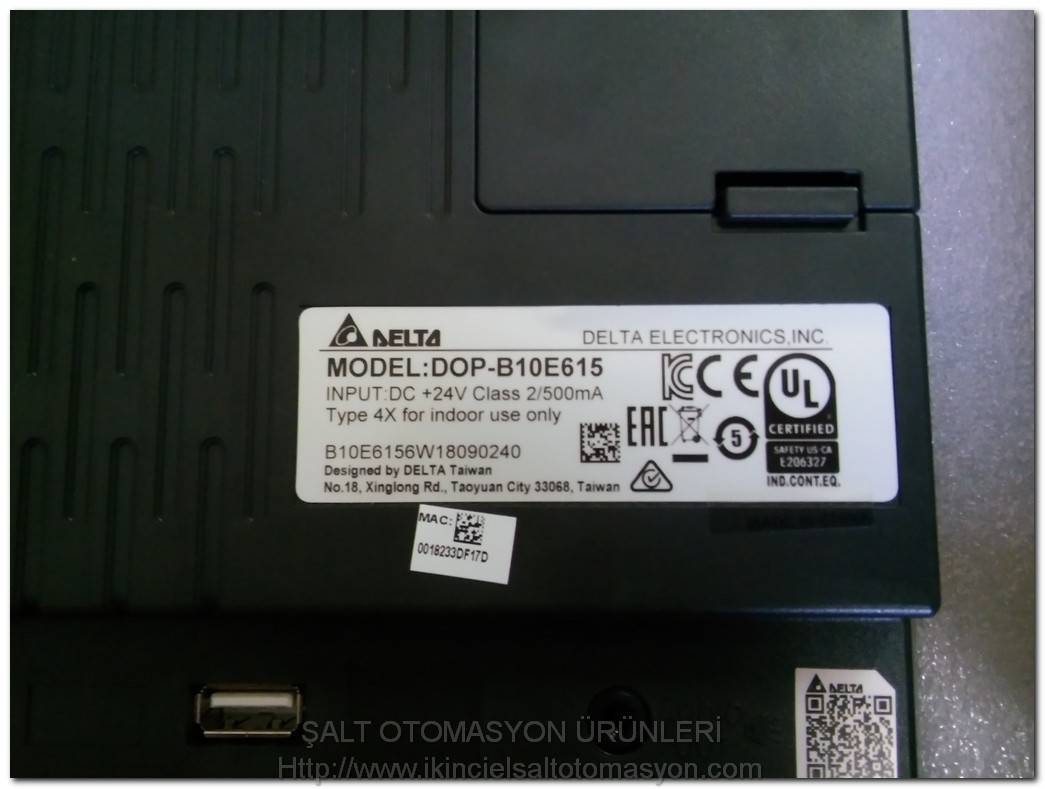 DELTA
DELTA ELECTRONICS,INC.
MODEL:DOP-B10E615
INPUT:DC +24V Class 2/500mA
Type 4X for indoor use only
KC CE
UL
CERTIFIED
SAFETY US-CA
E206327
IND.CONT.EQ.
EAC
5
B10E6156W18090240
Designed by DELTA Taiwan
No.18, Xinglong Rd., Taoyuan City 33068, Taiwan
MAC:
0018233DF17D
DELTA
ŞALT OTOMASYON ÜRÜNLERİ
Http://www.ikincielsaltotomasyon.com